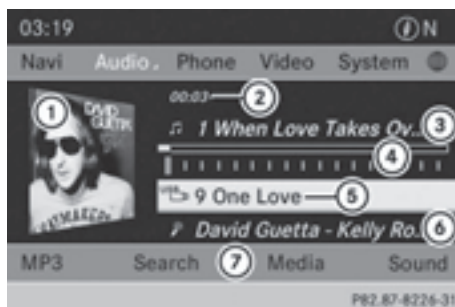 03:19 N
Navi Audio Phone Video System
00:03 2
1 DAVID GUETTA
1 When Love Takes Ov.. 3
4
USB 9 One Love 5
David Guetta - Kelly Ro.. 6
MP3 Search 7 Media Sound
P82.87-8226-31